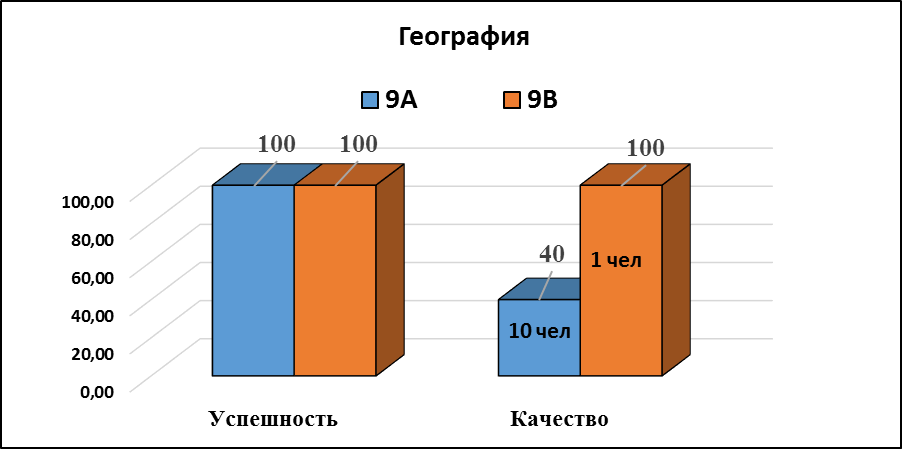 География
9А
9В
100
100
100
40
1 чел
10 чел
100,00
80,00
60,00
40,00
20,00
0,00
Успешность
Качество